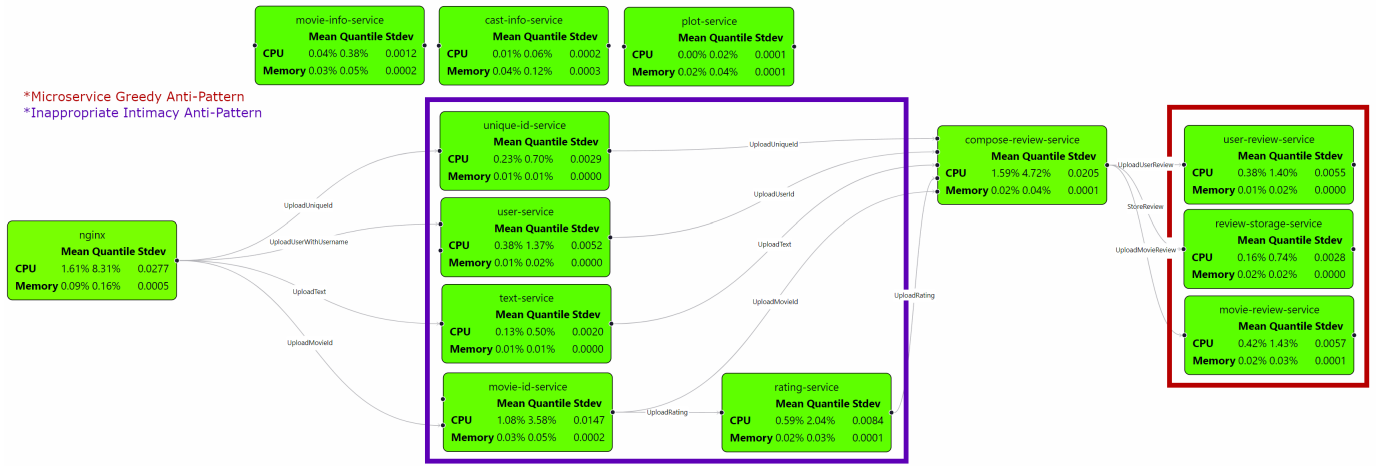 movie-info-service
Mean Quantile Stdev
CPU 0.04% 0.38% 0.0012
Memory 0.03% 0.05% 0.0002
cast-info-service
Mean Quantile Stdev
CPU 0.01% 0.06% 0.0002
Memory 0.04% 0.12% 0.0003
plot-service
Mean Quantile Stdev
CPU 0.00% 0.02% 0.0001
Memory 0.02% 0.04% 0.0001
*Microservice Greedy Anti-Pattern
*Inappropriate Intimacy Anti-Pattern
nginx
Mean Quantile Stdev
CPU 1.61% 8.31% 0.0277
Memory 0.09% 0.16% 0.0005
UploadUniqueId
UploadUserWithUsername
UploadText
UploadMovieId
unique-id-service
Mean Quantile Stdev
CPU 0.23% 0.70% 0.0029
Memory 0.01% 0.01% 0.0000
user-service
Mean Quantile Stdev
CPU 0.38% 1.37% 0.0052
Memory 0.01% 0.02% 0.0000
text-service
Mean Quantile Stdev
CPU 0.13% 0.50% 0.0020
Memory 0.01% 0.01% 0.0000
movie-id-service
Mean Quantile Stdev
CPU 1.08% 3.58% 0.0147
Memory 0.03% 0.05% 0.0002
UploadRating
rating-service
Mean Quantile Stdev
CPU 0.59% 2.04% 0.0084
Memory 0.02% 0.03% 0.0001
UploadUniqueId
UploadUserId
UploadText
UploadMovieId
UploadRating
compose-review-service
Mean Quantile Stdev
CPU 1.59% 4.72% 0.0205
Memory 0.02% 0.04% 0.0001
UploadUserReview
StoreReview
UploadMovieReview
user-review-service
Mean Quantile Stdev
CPU 0.38% 1.40% 0.0055
Memory 0.01% 0.02% 0.0000
review-storage-service
Mean Quantile Stdev
CPU 0.16% 0.74% 0.0028
Memory 0.02% 0.02% 0.0000
movie-review-service
Mean Quantile Stdev
CPU 0.42% 1.43% 0.0057
Memory 0.02% 0.03% 0.0001